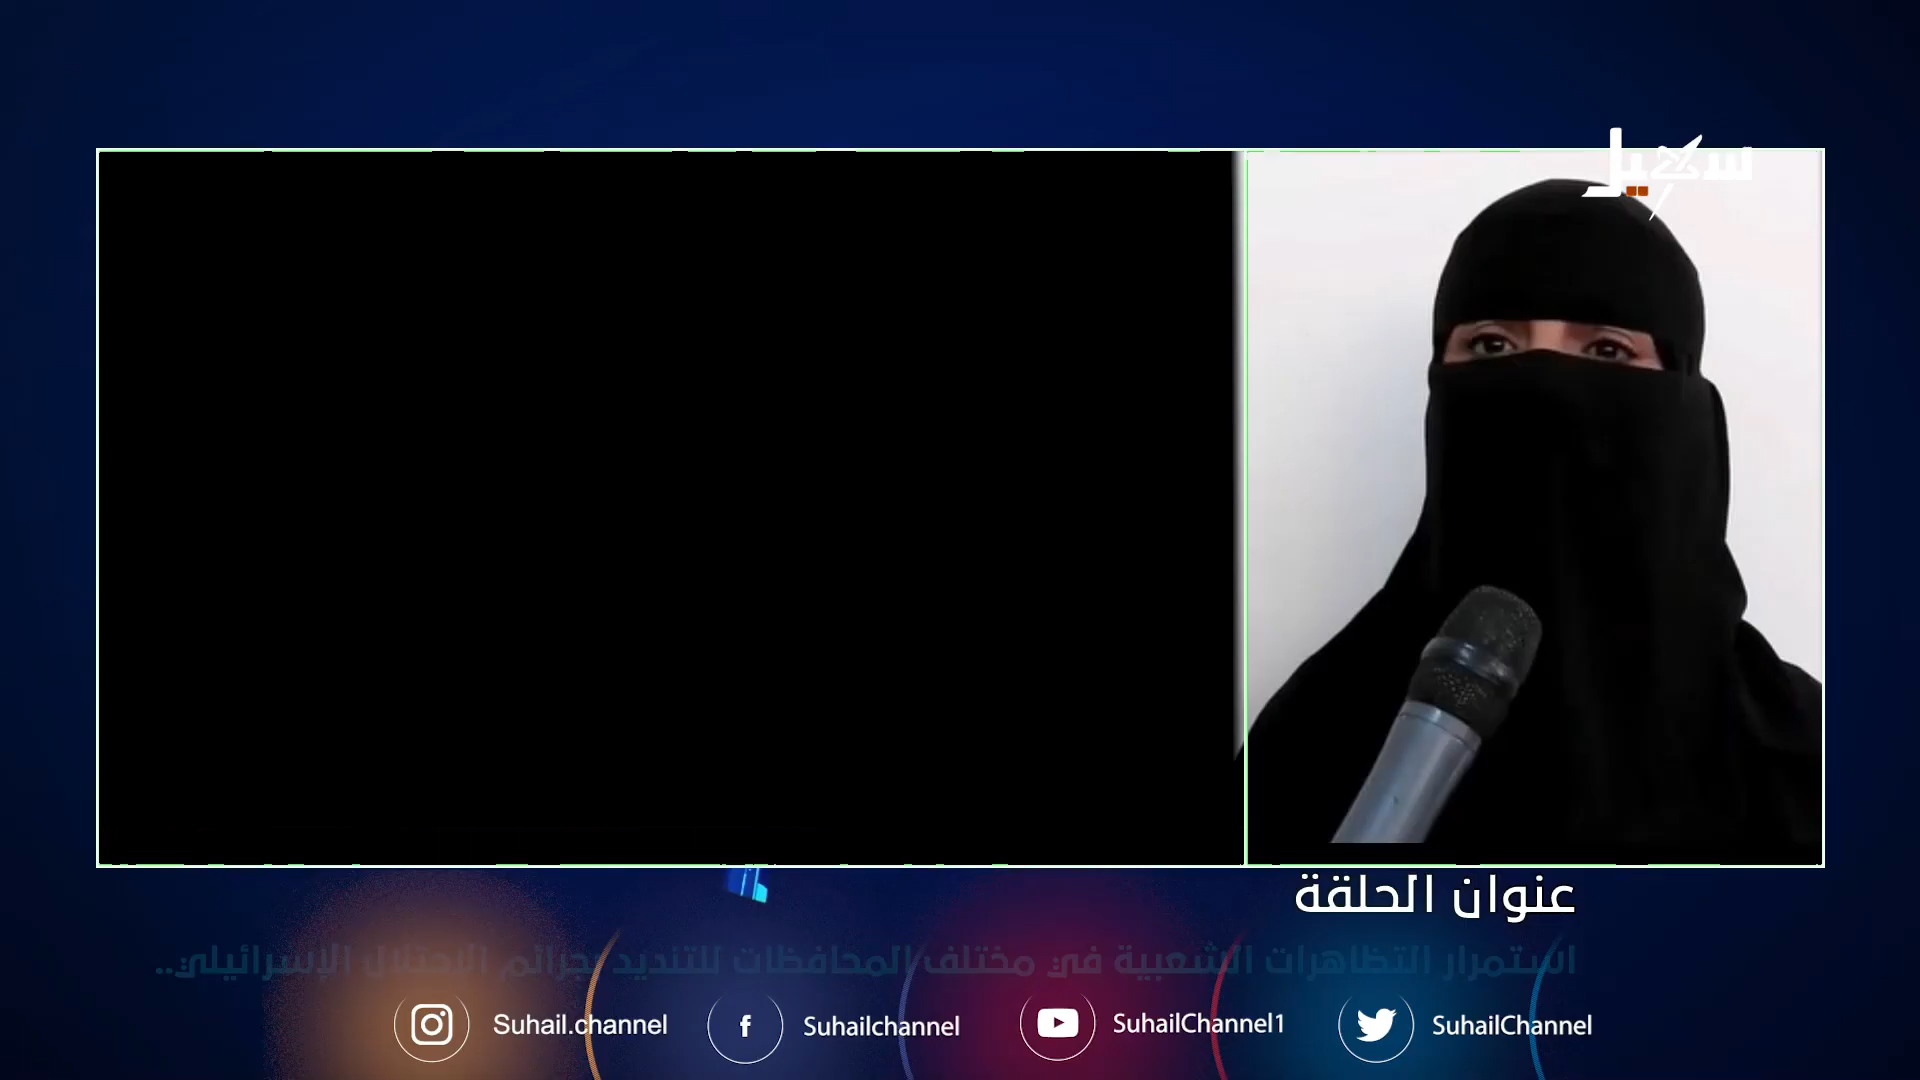 سهيل
عنوان الحلقة
استمرار التظاهرات الشعبية في مختلف المحافظات للتنديد بجرائم الاحتلال الإسرائيلي..
Suhail.channel
Suhailchannel
SuhailChannel1
SuhailChannel